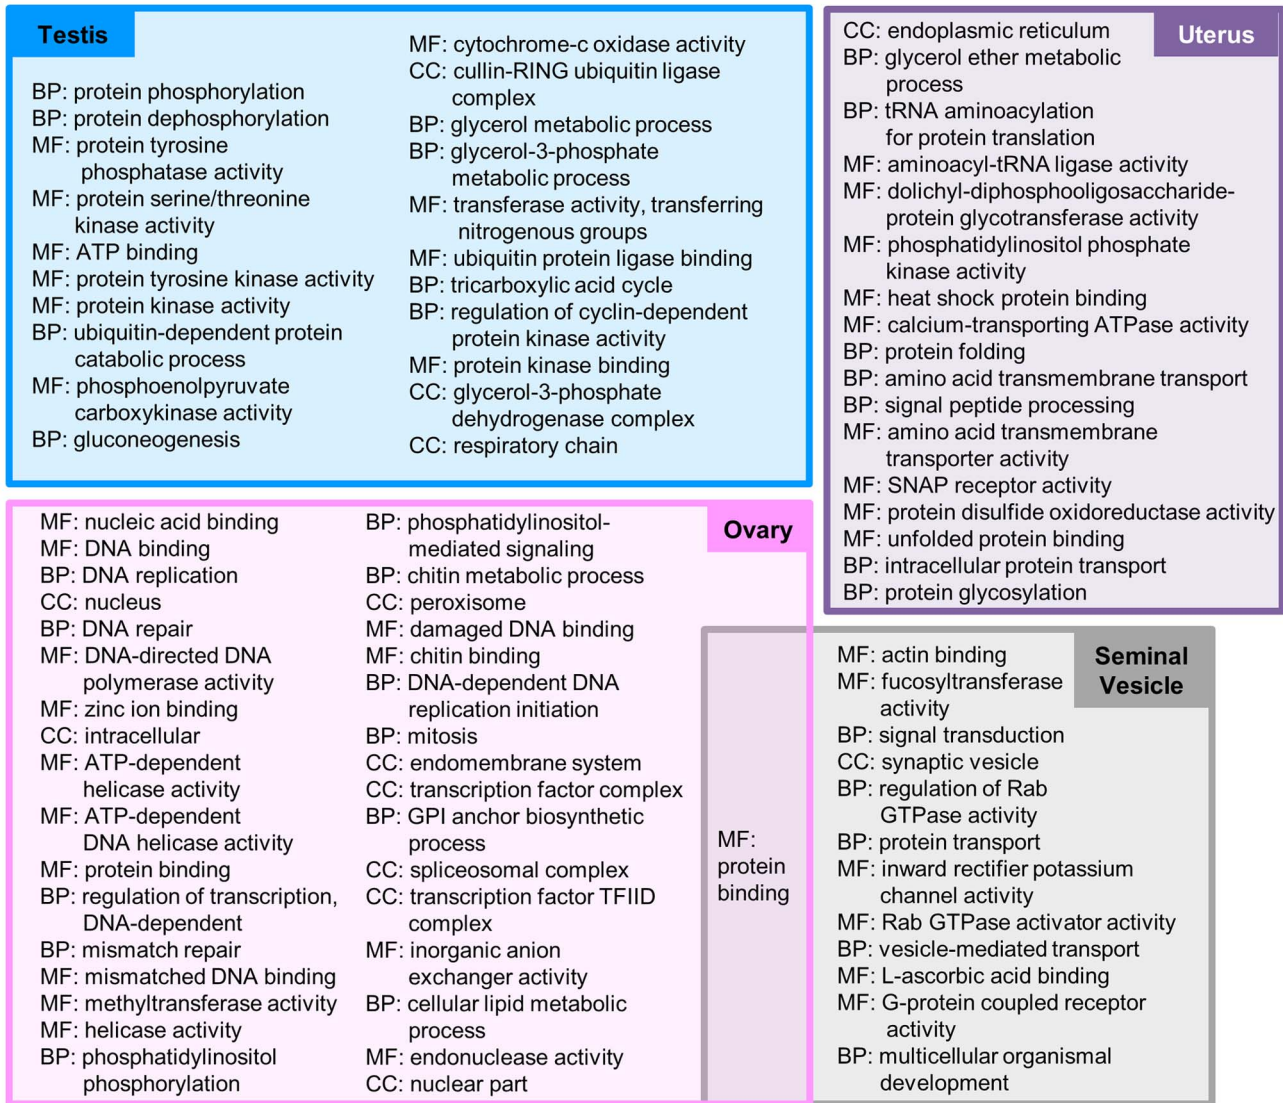 Testis
BP: protein phosphorylation
BP: protein dephosphorylation
MF: protein tyrosine
phosphatase activity
MF: protein serine/threonine
kinase activity
MF: ATP binding
MF: protein tyrosine kinase activity
MF: protein kinase activity
BP: ubiquitin-dependent protein
catabolic process
MF: phosphoenolpyruvate
carboxykinase activity
BP: gluconeogenesis
MF: cytochrome-c oxidase activity
CC: cullin-RING ubiquitin ligase
complex
BP: glycerol metabolic process
BP: glycerol-3-phosphate
metabolic process
MF: transferase activity, transferring
nitrogenous groups
MF: ubiquitin protein ligase binding
BP: tricarboxylic acid cycle
BP: regulation of cyclin-dependent
protein kinase activity
MF: protein kinase binding
CC: glycerol-3-phosphate
dehydrogenase complex
CC: respiratory chain
Uterus
CC: endoplasmic reticulum
BP: glycerol ether metabolic
process
BP: tRNA aminoacylation
for protein translation
MF: aminoacyl-tRNA ligase activity
MF: dolichyl-diphosphooligosaccharide-
protein glycotransferase activity
MF: phosphatidylinositol phosphate
kinase activity
MF: heat shock protein binding
MF: calcium-transporting ATPase activity
BP: protein folding
BP: amino acid transmembrane transport
BP: signal peptide processing
MF: amino acid transmembrane
transporter activity
MF: SNAP receptor activity
MF: protein disulfide oxidoreductase activity
MF: unfolded protein binding
BP: intracellular protein transport
BP: protein glycosylation
Ovary
MF: nucleic acid binding
MF: DNA binding
BP: DNA replication
CC: nucleus
BP: DNA repair
MF: DNA-directed DNA
polymerase activity
MF: zinc ion binding
CC: intracellular
MF: ATP-dependent
helicase activity
MF: ATP-dependent
DNA helicase activity
MF: protein binding
BP: regulation of transcription,
DNA-dependent
BP: mismatch repair
MF: mismatched DNA binding
MF: methyltransferase activity
MF: helicase activity
BP: phosphatidylinositol
phosphorylation
BP: phosphatidylinositol-
mediated signaling
BP: chitin metabolic process
CC: peroxisome
MF: damaged DNA binding
MF: chitin binding
BP: DNA-dependent DNA
replication initiation
BP: mitosis
CC: endomembrane system
CC: transcription factor complex
BP: GPI anchor biosynthetic
process
CC: spliceosomal complex
CC: transcription factor TFIID
complex
MF: inorganic anion
exchanger activity
BP: cellular lipid metabolic
process
MF: endonuclease activity
CC: nuclear part
MF:
protein
binding
Seminal
Vesicle
MF: actin binding
MF: fucosyltransferase
activity
BP: signal transduction
CC: synaptic vesicle
BP: regulation of Rab
GTPase activity
BP: protein transport
MF: inward rectifier potassium
channel activity
MF: Rab GTPase activator activity
BP: vesicle-mediated transport
MF: L-ascorbic acid binding
MF: G-protein coupled receptor
activity
BP: multicellular organismal
development